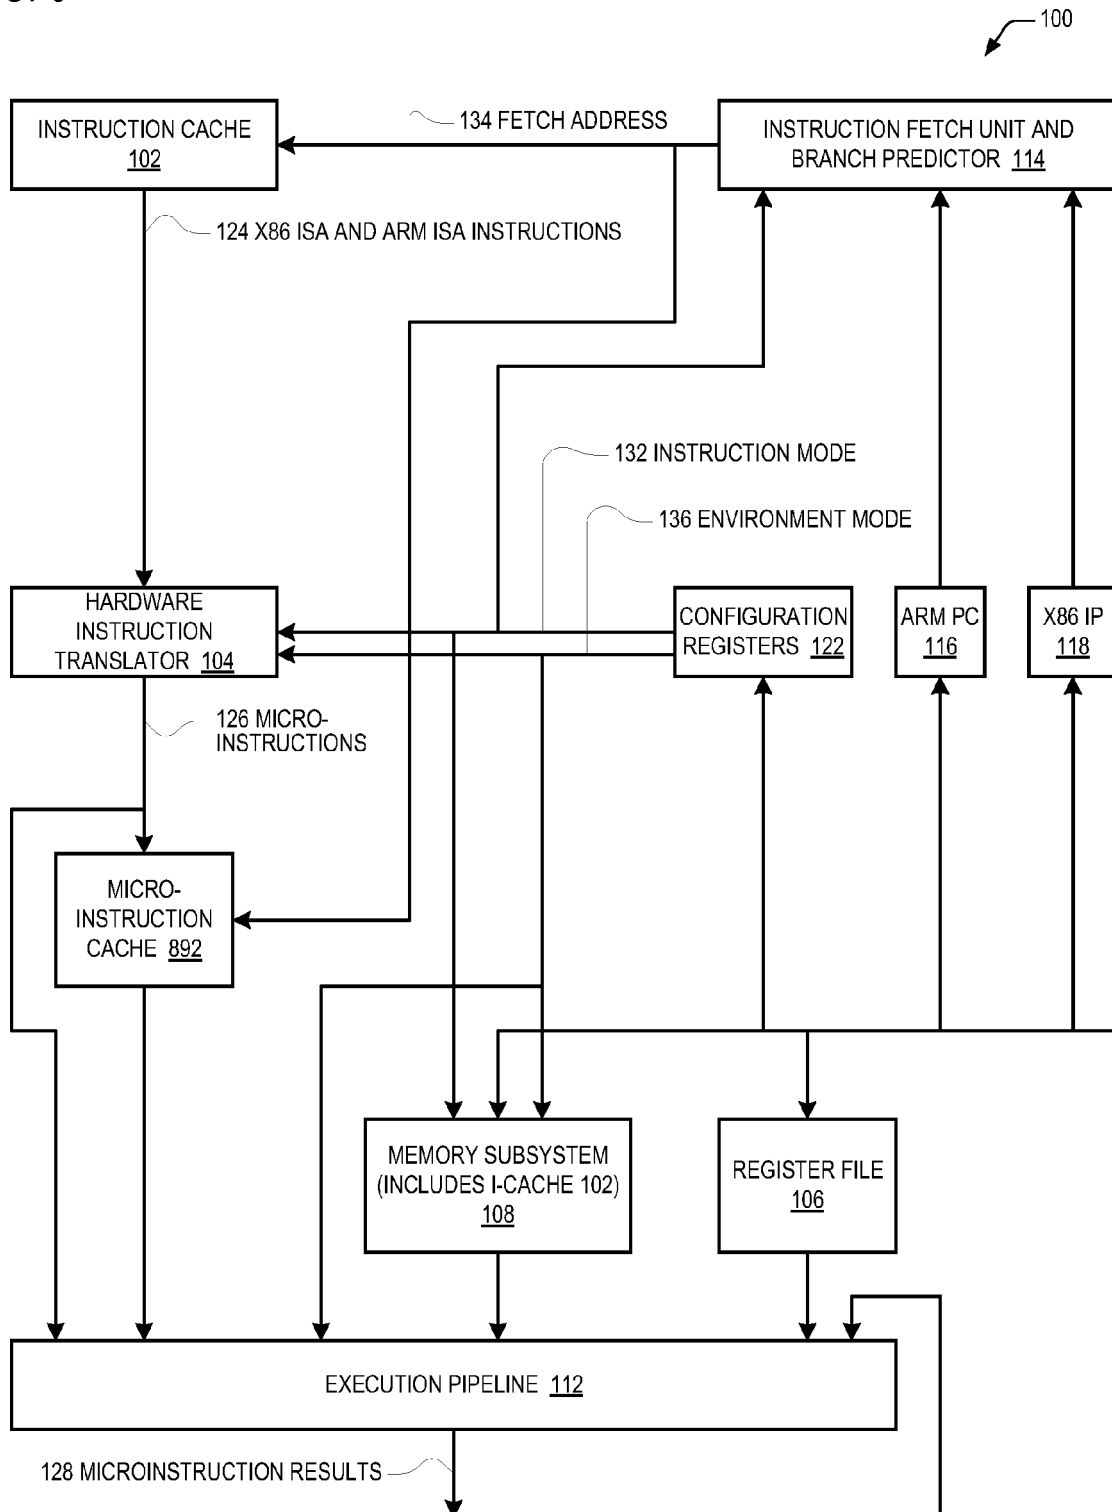 100
INSTRUCTION CACHE
102
134 FETCH ADDRESS
INSTRUCTION FETCH UNIT AND
BRANCH PREDICTOR 114
124 X86 ISA AND ARM ISA INSTRUCTIONS
132 INSTRUCTION MODE
136 ENVIRONMENT MODE
HARDWARE
INSTRUCTION
TRANSLATOR 104
CONFIGURATION
REGISTERS 122
ARM PC
116
X86 IP
118
126 MICRO-
INSTRUCTIONS
MICRO-
INSTRUCTION
CACHE 892
MEMORY SUBSYSTEM
(INCLUDES I-CACHE 102)
108
REGISTER FILE
106
EXECUTION PIPELINE 112
128 MICROINSTRUCTION RESULTS